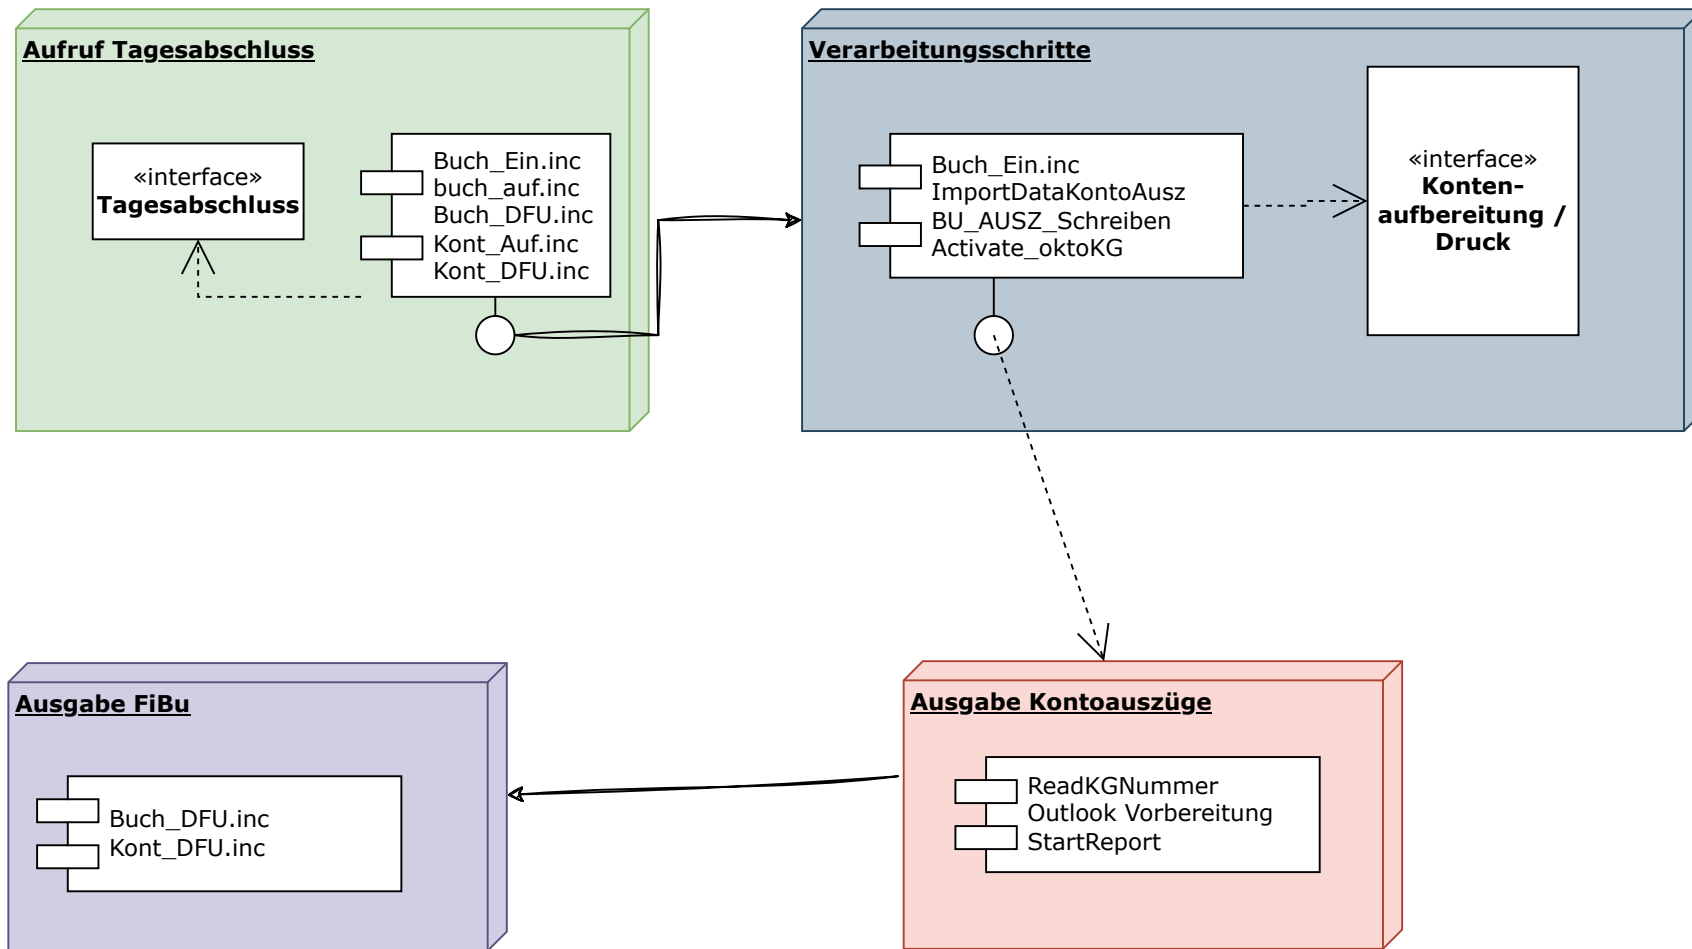 Aufruf Tagesabschluss
«interface»
Tagesabschluss
Buch_Ein.inc
buch_auf.inc
Buch_DFU.inc
Kont_Auf.inc
Kont_DFU.inc
Verarbeitungsschritte
Buch_Ein.inc
ImportDataKontoAusz
BU_AUSZ_Schreiben
Activate_oktoKG
«interface»
Konten-
aufbereitung /
Druck
Ausgabe FiBu
Buch_DFU.inc
Kont_DFU.inc
Ausgabe Kontoauszüge
ReadKGNummer
Outlook Vorbereitung
StartReport